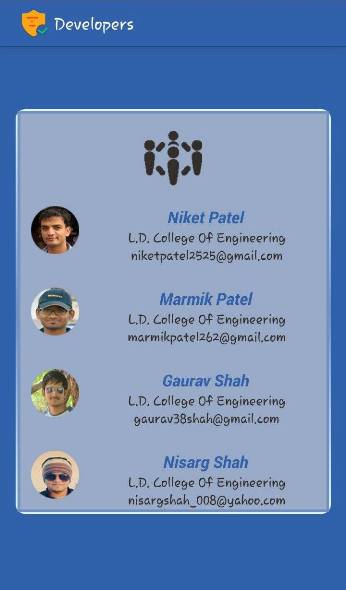 Developers
Niket Patel
L.D. College Of Engineering
niketpatel2525@gmail.com
Marmik Patel
L.D. College Of Engineering
marmikpatel262@gmail.com
Gaurav Shah
L.D. College Of Engineering
gaurav38shah@gmail.com
Nisarg Shah
L.D. College Of Engineering
nisargshah_008@yahoo.com